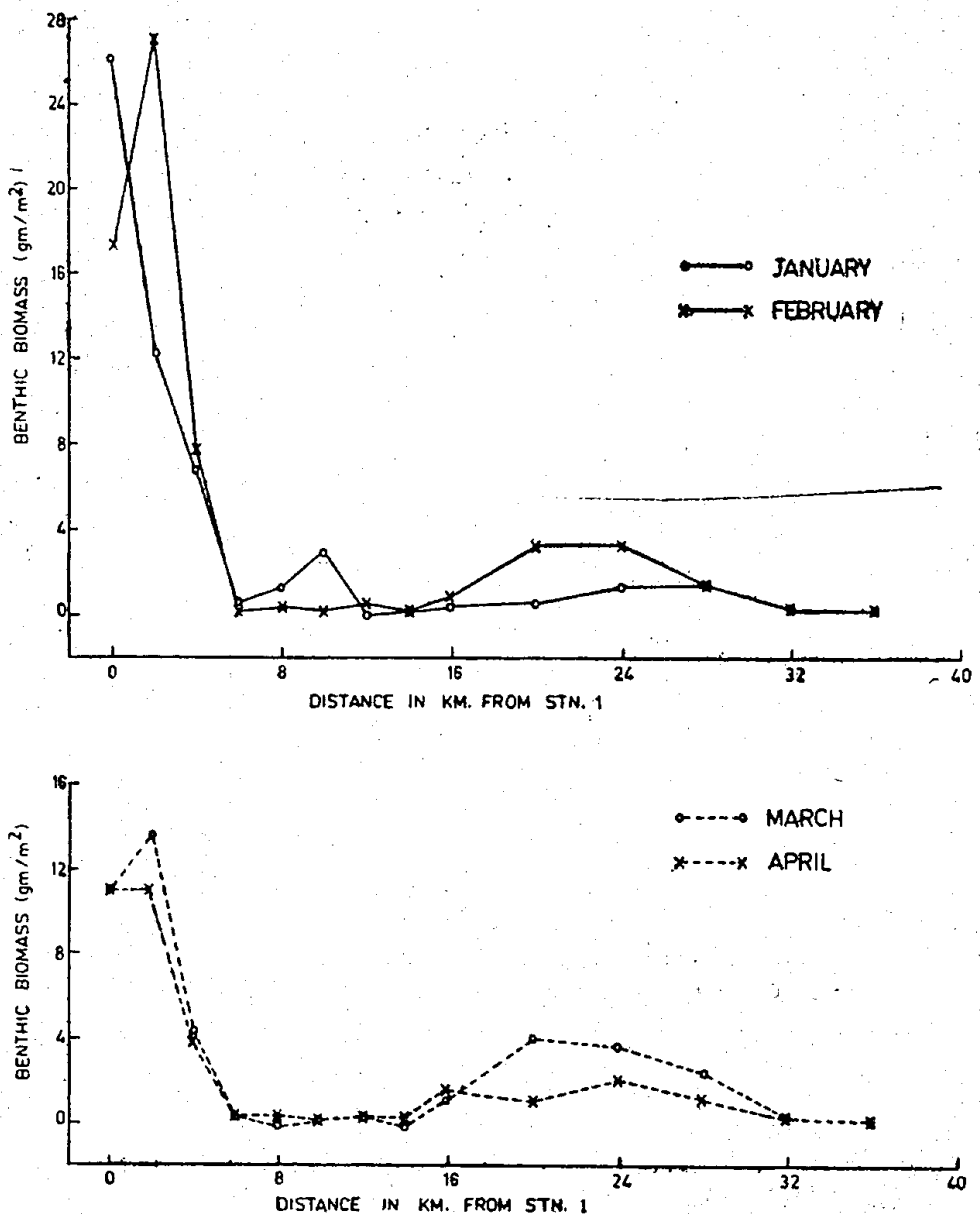 28
24
20
16
12
8
4
0
BENTHIC BIOMASS (gm/m²)
JANUARY
FEBRUARY
0 8 16 24 32 40
DISTANCE IN KM. FROM STN. 1
16
12
8
4
0
BENTHIC BIOMASS (gm/m²)
MARCH
APRIL
0 8 16 24 32 40
DISTANCE IN KM. FROM STN. 1